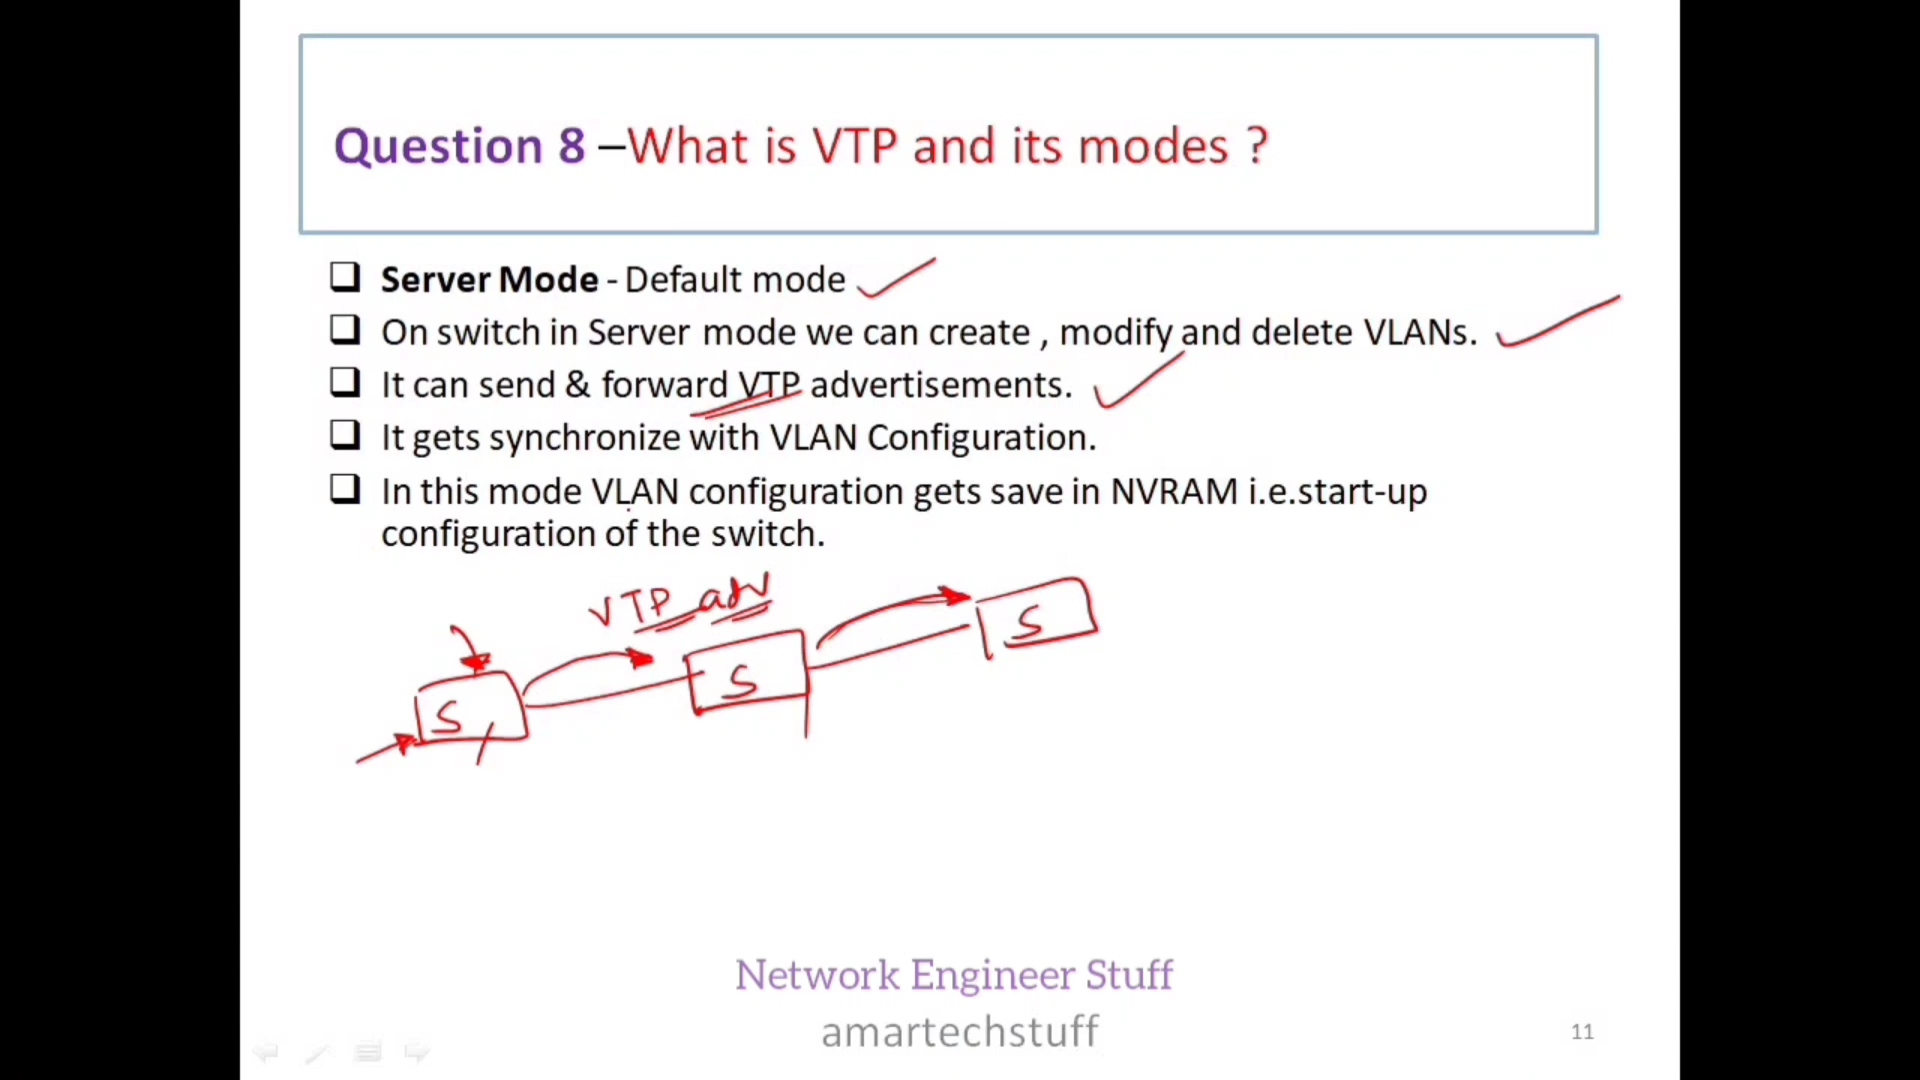 Question 8 –What is VTP and its modes ?
Server Mode - Default mode
On switch in Server mode we can create , modify and delete VLANs.
It can send & forward VTP advertisements.
It gets synchronize with VLAN Configuration.
In this mode VLAN configuration gets save in NVRAM i.e.start-up
configuration of the switch.
VTP adv
S
S
S
Network Engineer Stuff
amartechstuff
11